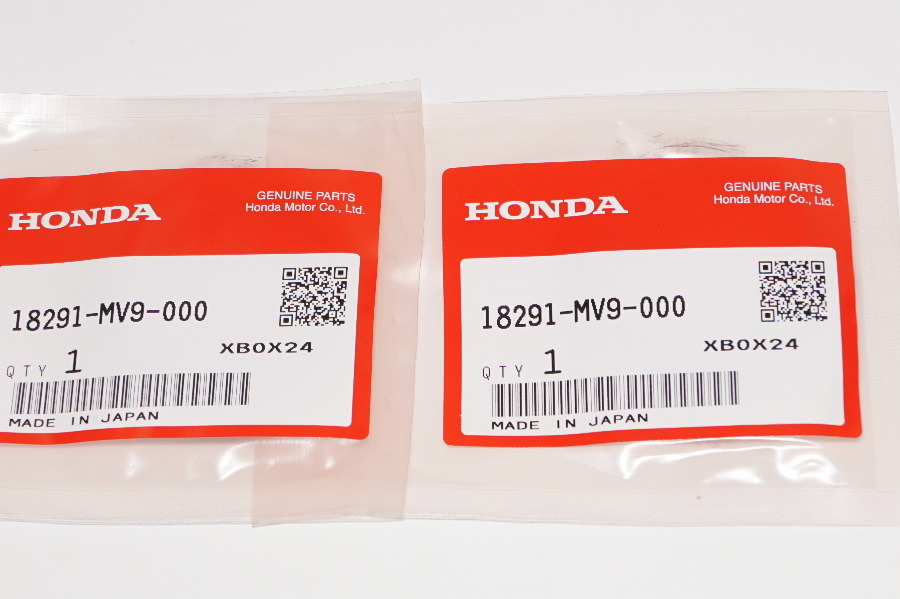 HONDA
GENUINE PARTS
Honda Motor Co., Ltd.
18291-MV9-000
XB0X24
QTY 1
MADE IN JAPAN
HONDA
GENUINE PARTS
Honda Motor Co., Ltd.
18291-MV9-000
XB0X24
QTY 1
MADE IN JAPAN